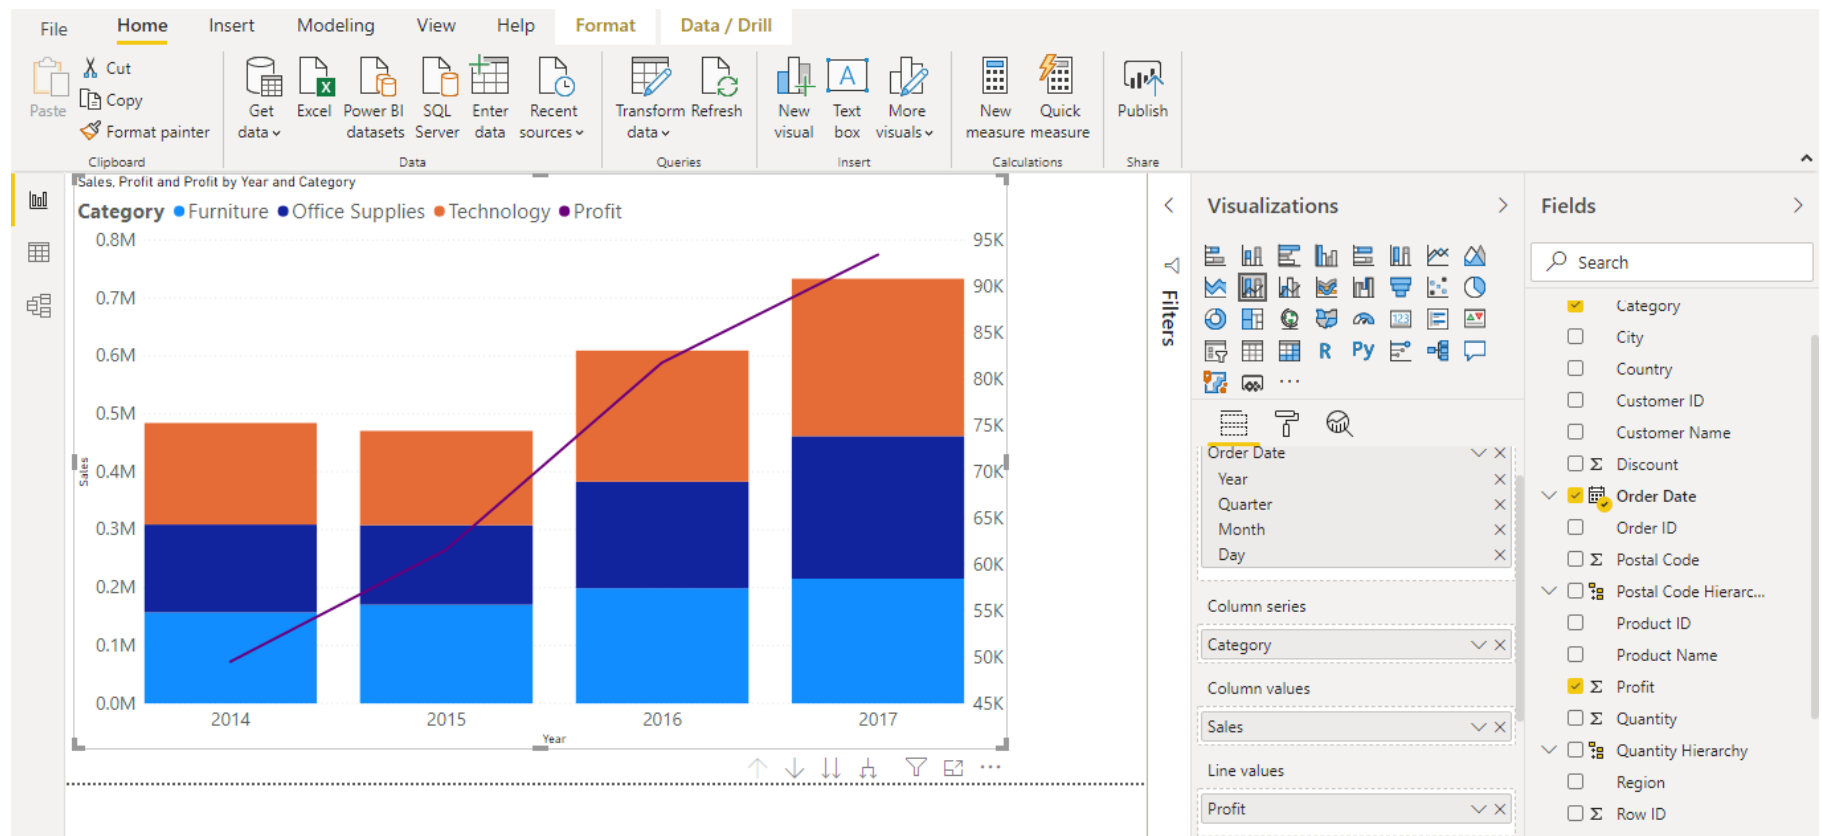 File Home Insert Modeling View Help Format Data / Drill
Paste
Cut
Copy
Format painter
Clipboard
Get data
Excel
Power BI datasets
SQL Server
Enter data
Recent sources
Data
Transform data
Refresh
Queries
New visual
Text box
More visuals
Insert
New measure
Quick measure
Calculations
Publish
Share
Sales, Profit and Profit by Year and Category
Category Furniture Office Supplies Technology Profit
0.8M
0.7M
0.6M
0.5M
0.4M
0.3M
0.2M
0.1M
0.0M
Sales
95K
90K
85K
80K
75K
70K
65K
60K
55K
50K
45K
2014 2015 2016 2017
Year
Filters
Visualizations
123
R Py
Order Date
Year
Quarter
Month
Day
Column series
Category
Column values
Sales
Line values
Profit
Fields
Search
Category
City
Country
Customer ID
Customer Name
Σ Discount
Order Date
Order ID
Σ Postal Code
Postal Code Hierarc...
Product ID
Product Name
Σ Profit
Σ Quantity
Quantity Hierarchy
Region
Σ Row ID